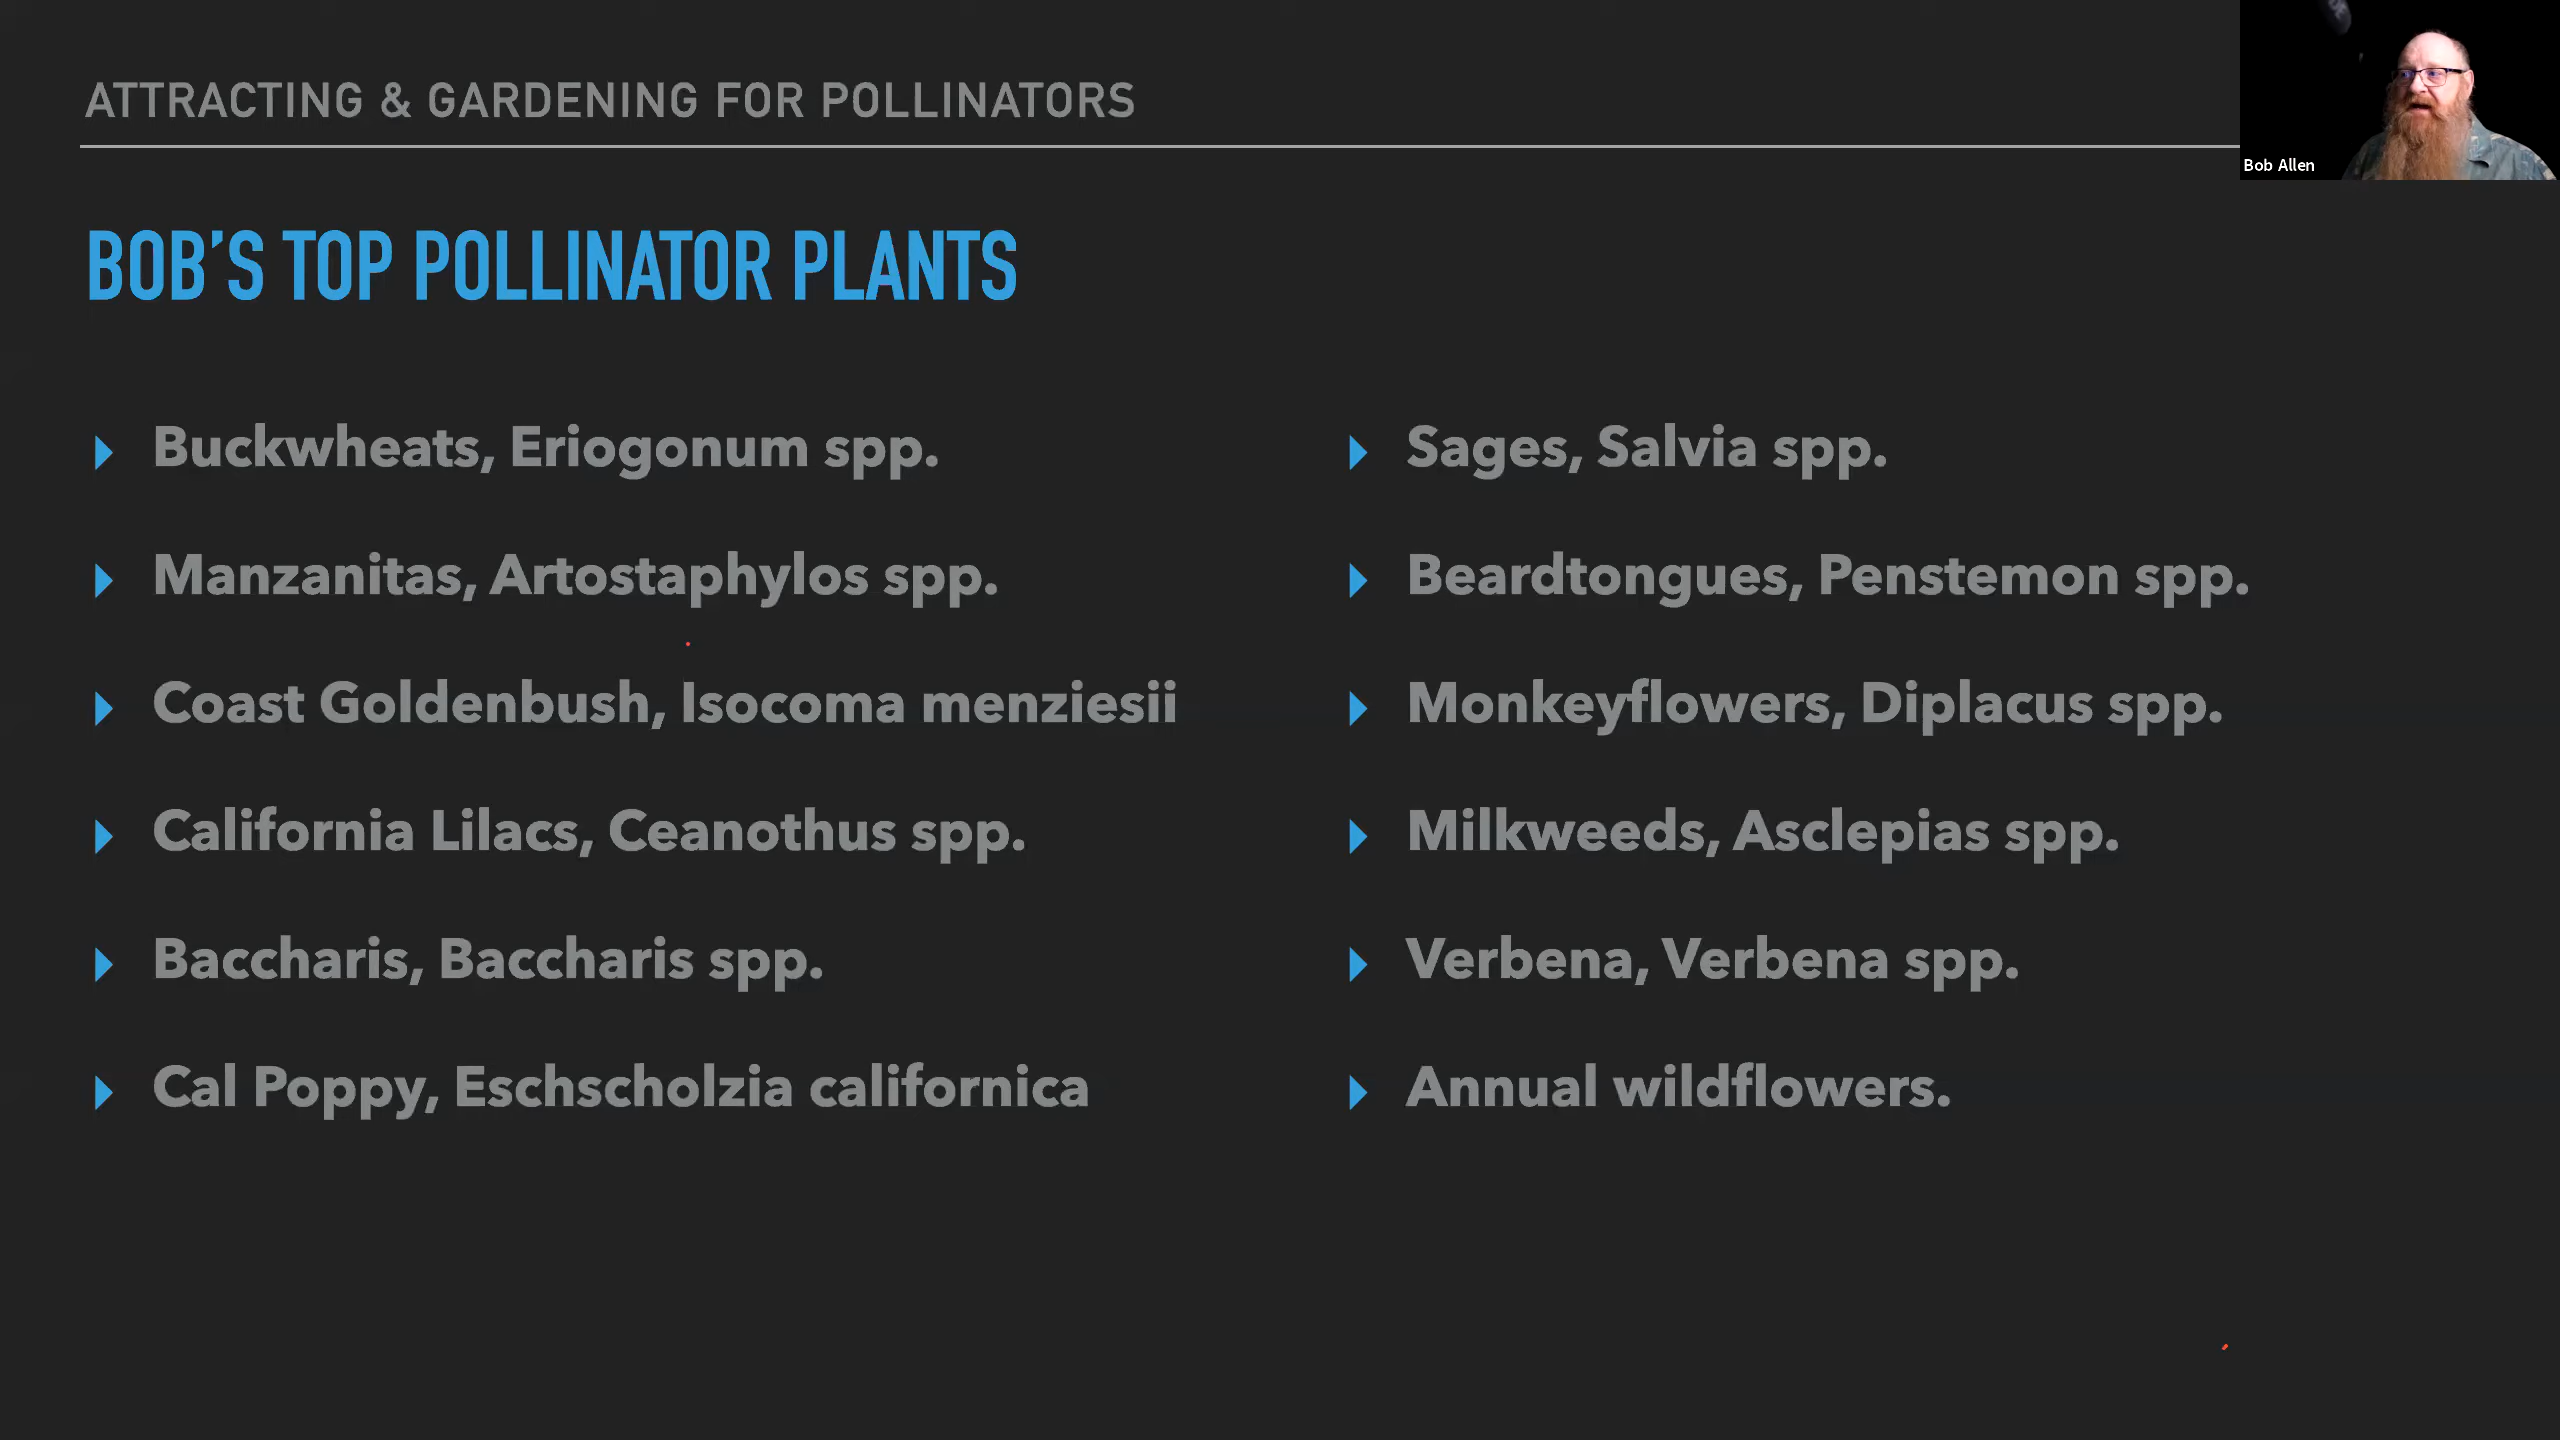 ATTRACTING & GARDENING FOR POLLINATORS
Bob Allen
BOB'S TOP POLLINATOR PLANTS
Buckwheats, Eriogonum spp.
Manzanitas, Artostaphylos spp.
Coast Goldenbush, Isocoma menziesii
California Lilacs, Ceanothus spp.
Baccharis, Baccharis spp.
Cal Poppy, Eschscholzia californica
Sages, Salvia spp.
Beardtongues, Penstemon spp.
Monkeyflowers, Diplacus spp.
Milkweeds, Asclepias spp.
Verbena, Verbena spp.
Annual wildflowers.